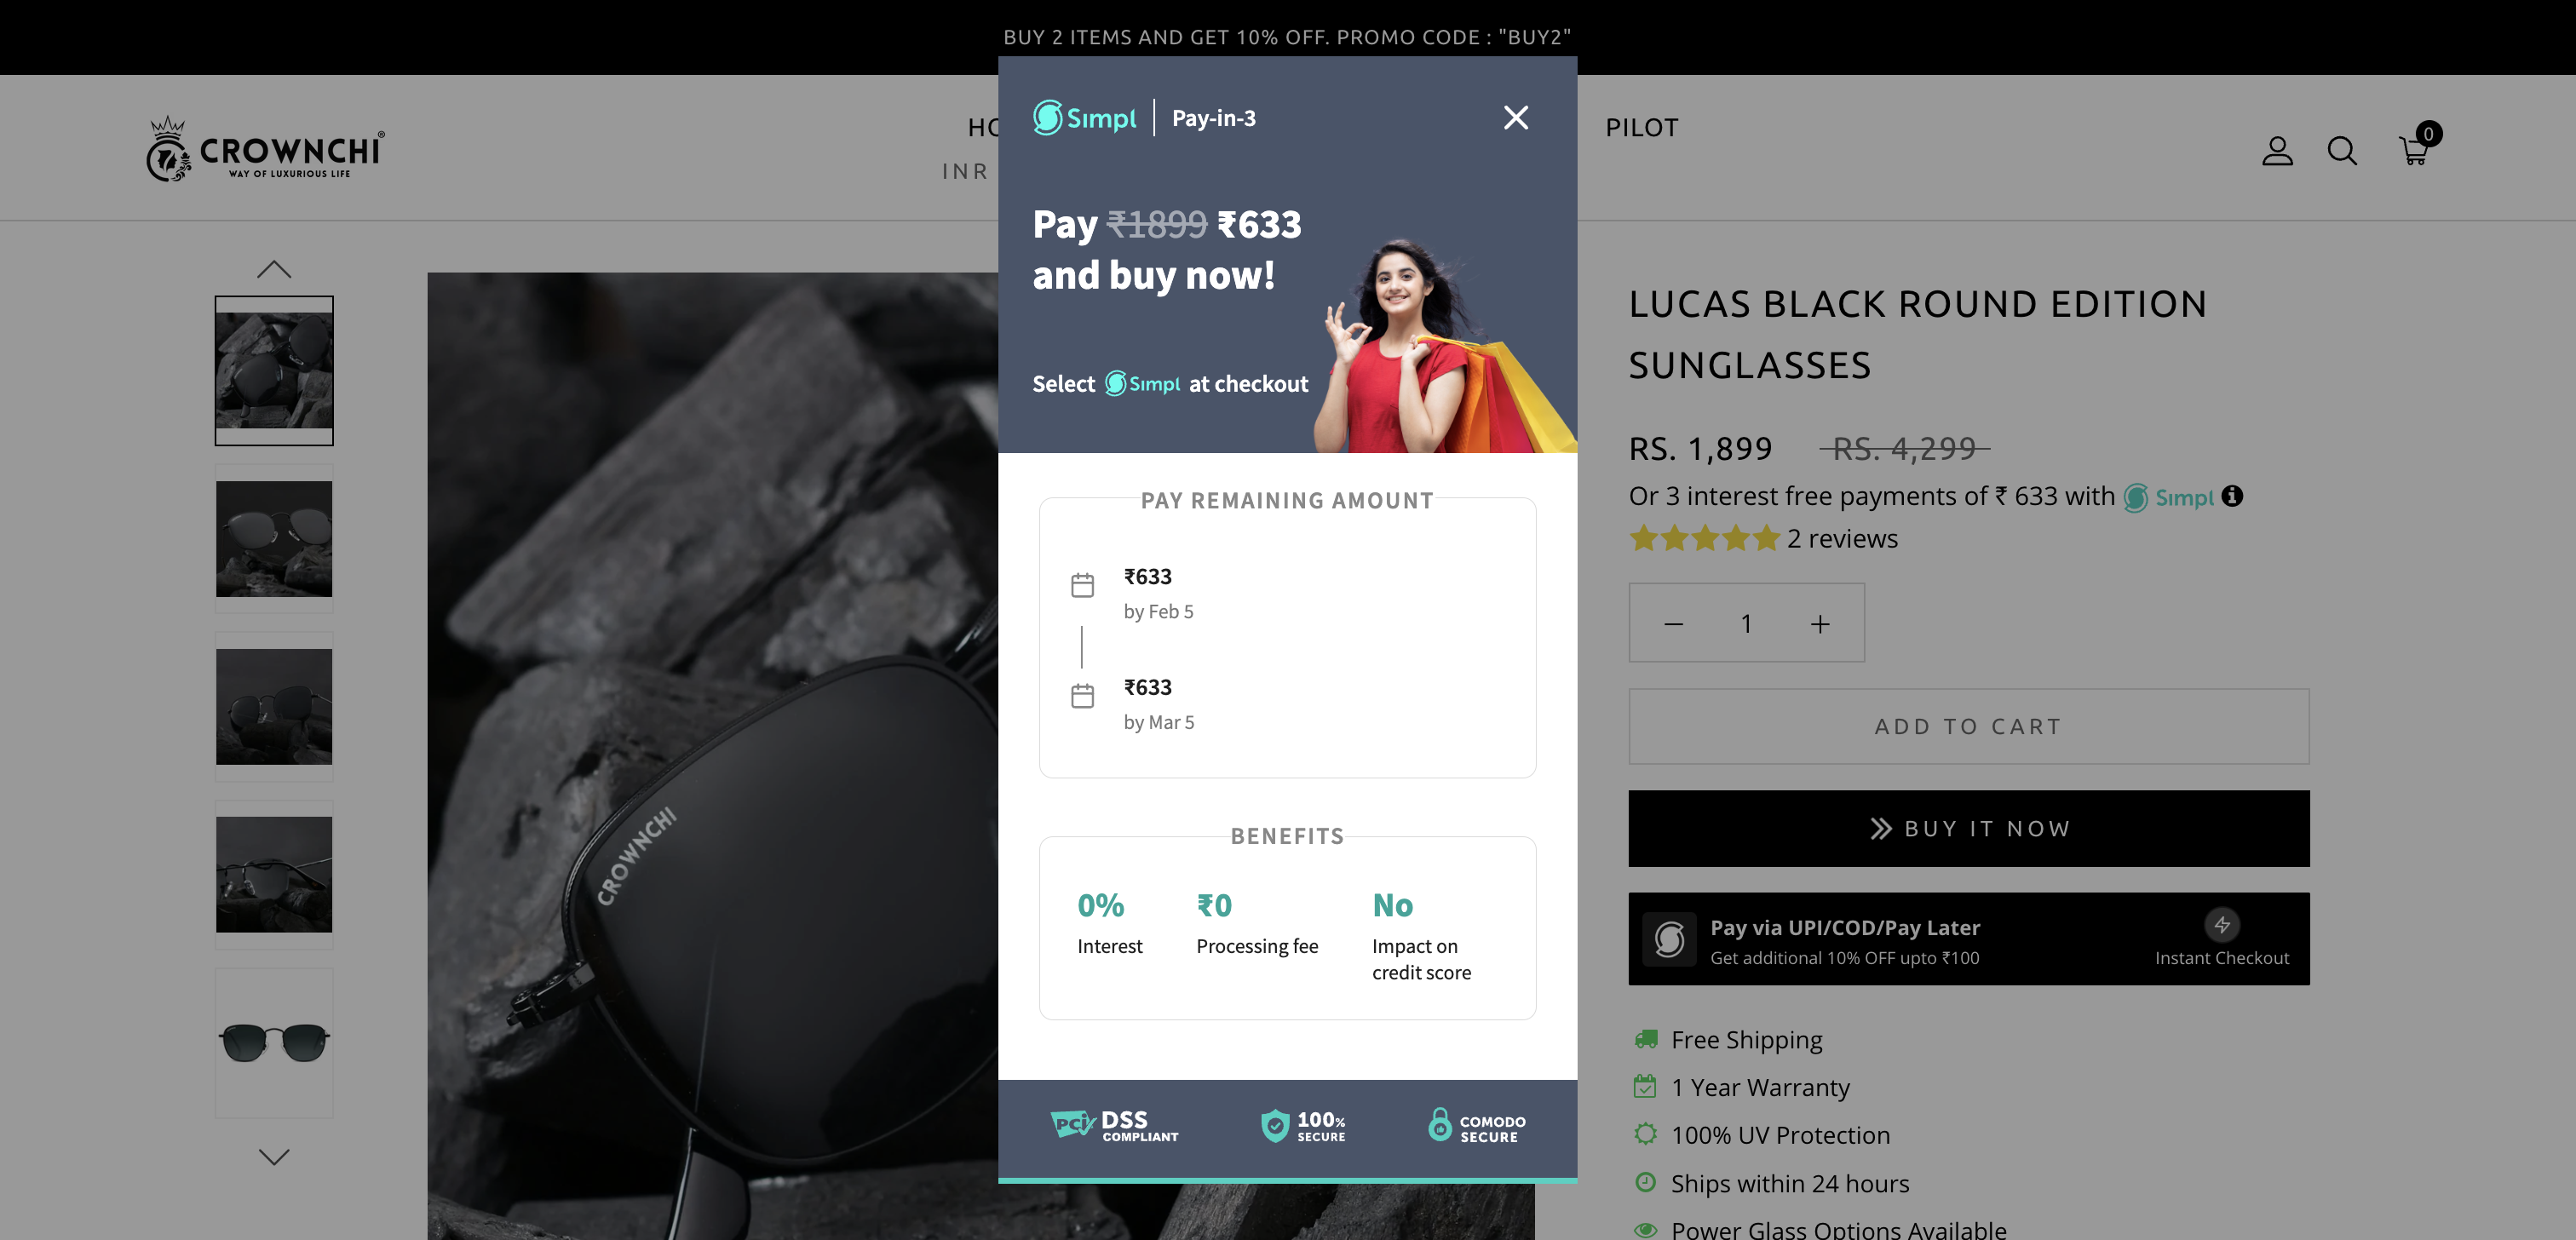 BUY 2 ITEMS AND GET 10% OFF. PROMO CODE : "BUY2"
CROWNCHI®
WAY OF LUXURIOUS LIFE
INR
PILOT
0
Simpl | Pay-in-3
Pay ₹1899 ₹633
and buy now!
Select Simpl at checkout
PAY REMAINING AMOUNT
₹633
by Feb 5
₹633
by Mar 5
BENEFITS
0%
Interest
₹0
Processing fee
No
Impact on
credit score
PCI DSS
COMPLIANT
100%
SECURE
COMODO
SECURE
CROWNCHI
LUCAS BLACK ROUND EDITION
SUNGLASSES
RS. 1,899 RS. 4,299
Or 3 interest free payments of ₹ 633 with Simpl
2 reviews
− 1 +
ADD TO CART
BUY IT NOW
Pay via UPI/COD/Pay Later
Get additional 10% OFF upto ₹100
Instant Checkout
Free Shipping
1 Year Warranty
100% UV Protection
Ships within 24 hours
Power Glass Options Available